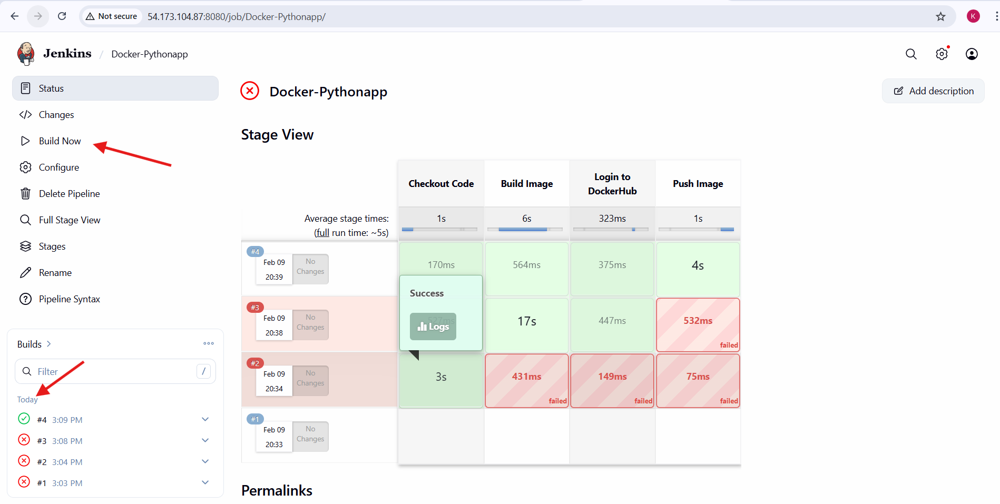 Not secure
54.173.104.87:8080/job/Docker-Pythonapp/
K
Jenkins / Docker-Pythonapp
Status
Changes
Build Now
Configure
Delete Pipeline
Full Stage View
Stages
Rename
Pipeline Syntax
Builds
Filter
/
Today
#4 3:09 PM
#3 3:08 PM
#2 3:04 PM
#1 3:03 PM
Docker-Pythonapp
Add description
Stage View
Checkout Code
Build Image
Login to
DockerHub
Push Image
Average stage times:
(full run time: ~5s)
1s
6s
323ms
1s
#4
Feb 09
20:39
No
Changes
170ms
564ms
375ms
4s
Success
Logs
#3
Feb 09
20:38
No
Changes
527ms
17s
447ms
532ms
failed
#2
Feb 09
20:34
No
Changes
3s
431ms
failed
149ms
failed
75ms
failed
#1
Feb 09
20:33
No
Changes
Permalinks